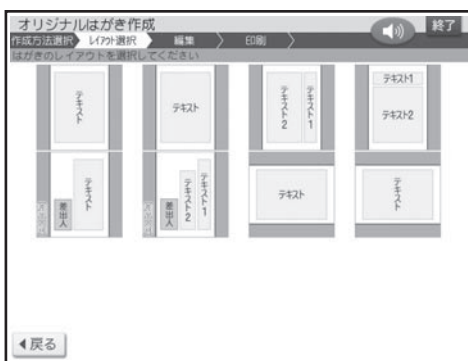 オリジナルはがき作成
終了
作成方法選択
レイアウト選択
編集
印刷
はがきのレイアウトを選択してください
テキスト
テキスト
テキスト2
テキスト1
テキスト1
テキスト2
差出人
テキスト
差出人
テキスト2
テキスト1
テキスト
テキスト
戻る